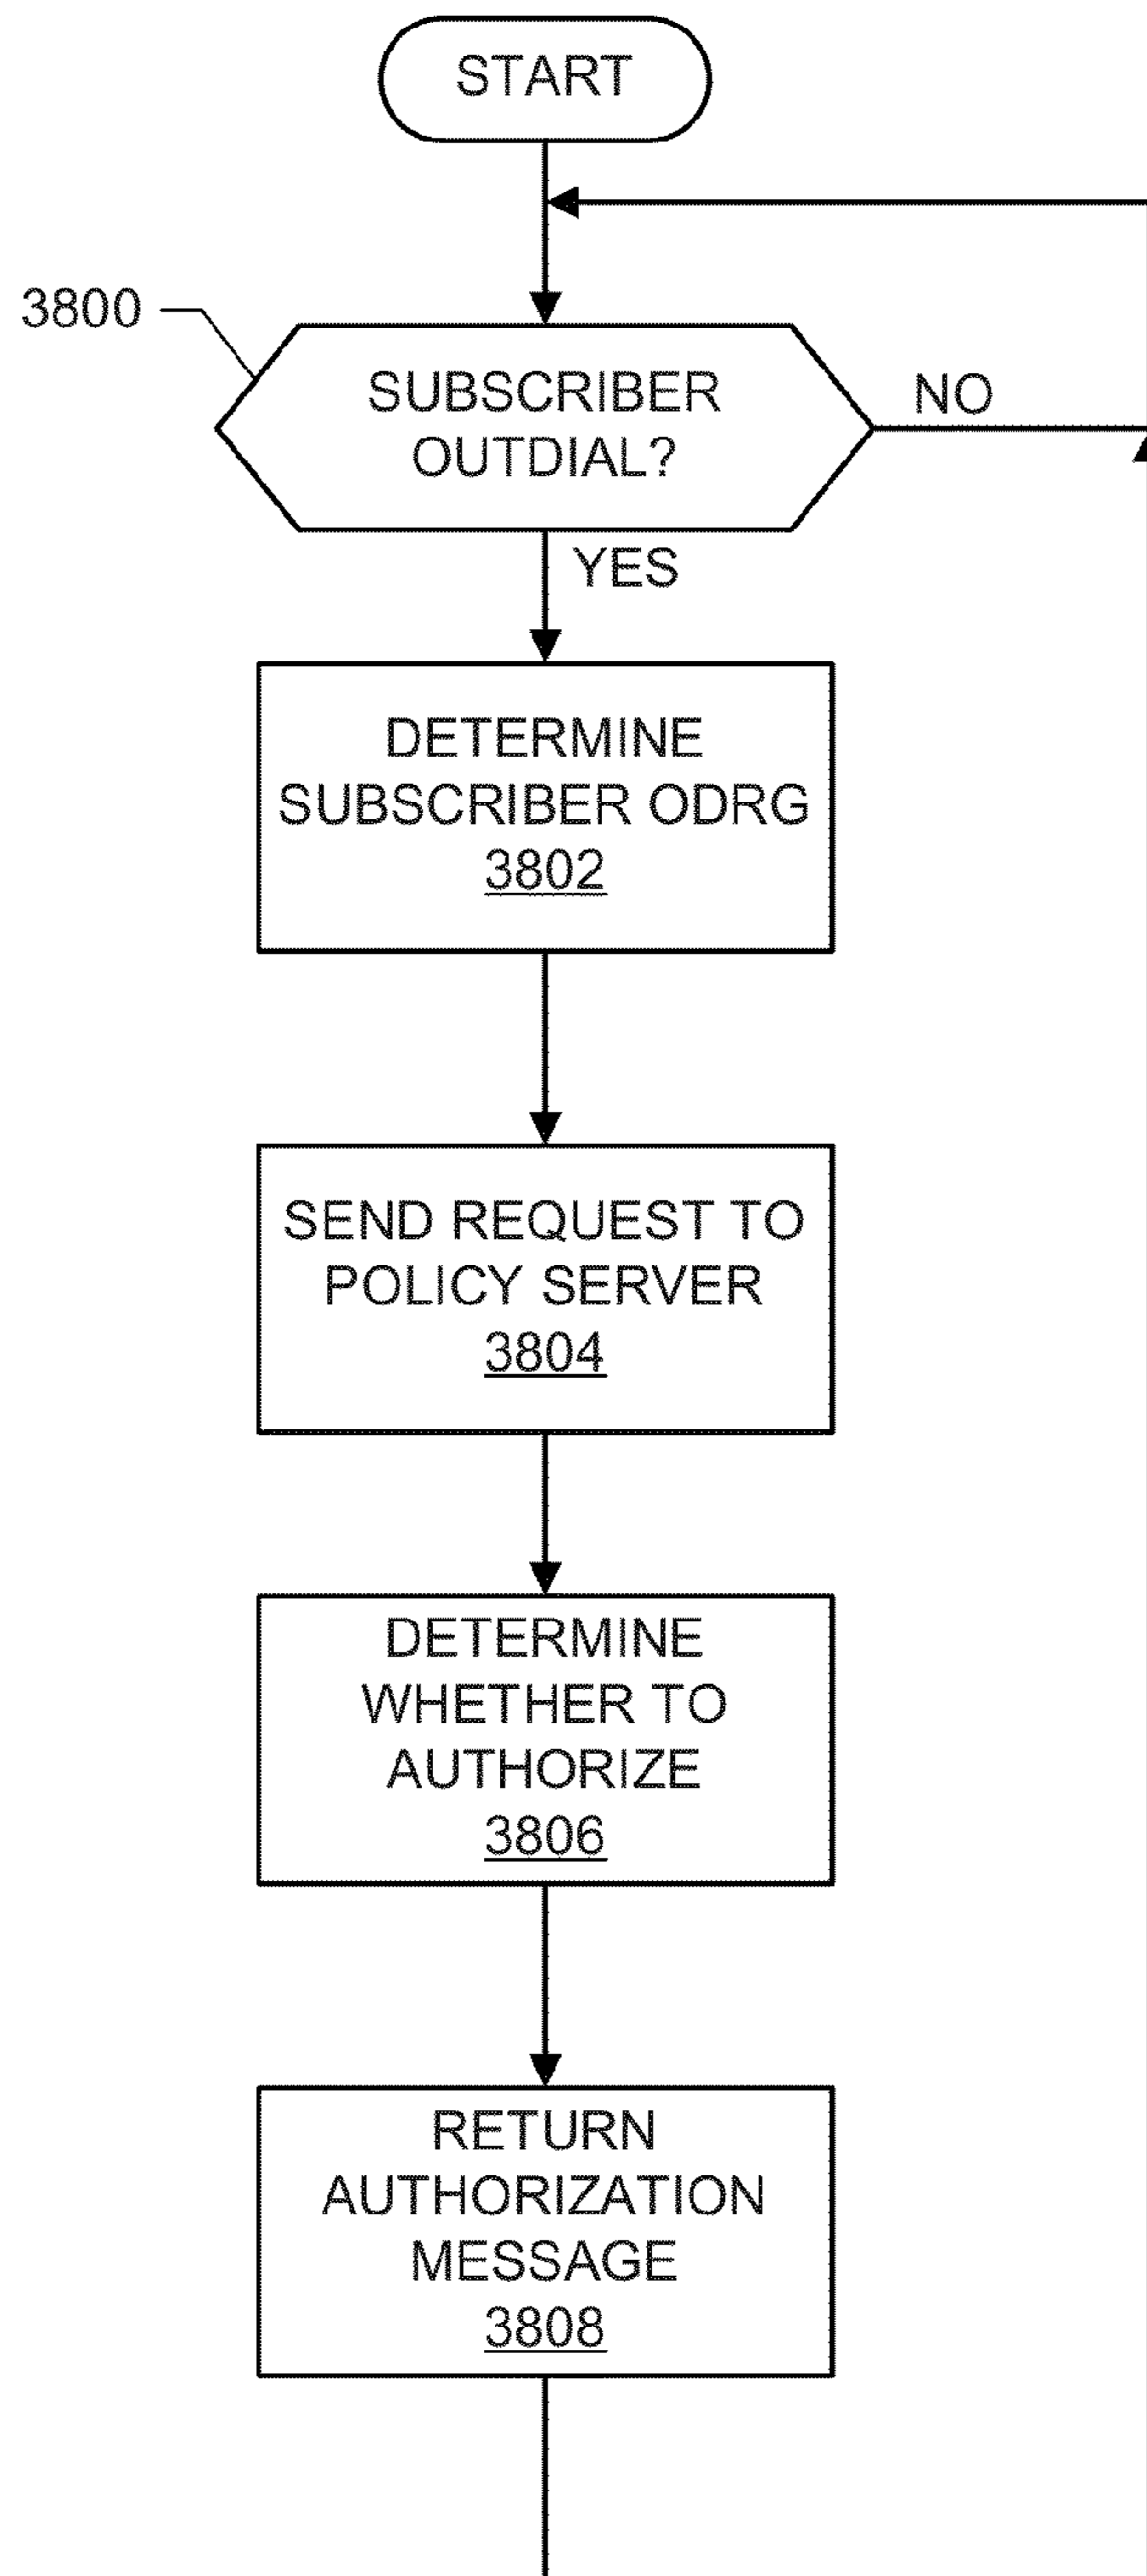 START
3800
SUBSCRIBER
OUTDIAL?
NO
YES
DETERMINE
SUBSCRIBER ODRG
3802
SEND REQUEST TO
POLICY SERVER
3804
DETERMINE
WHETHER TO
AUTHORIZE
3806
RETURN
AUTHORIZATION
MESSAGE
3808